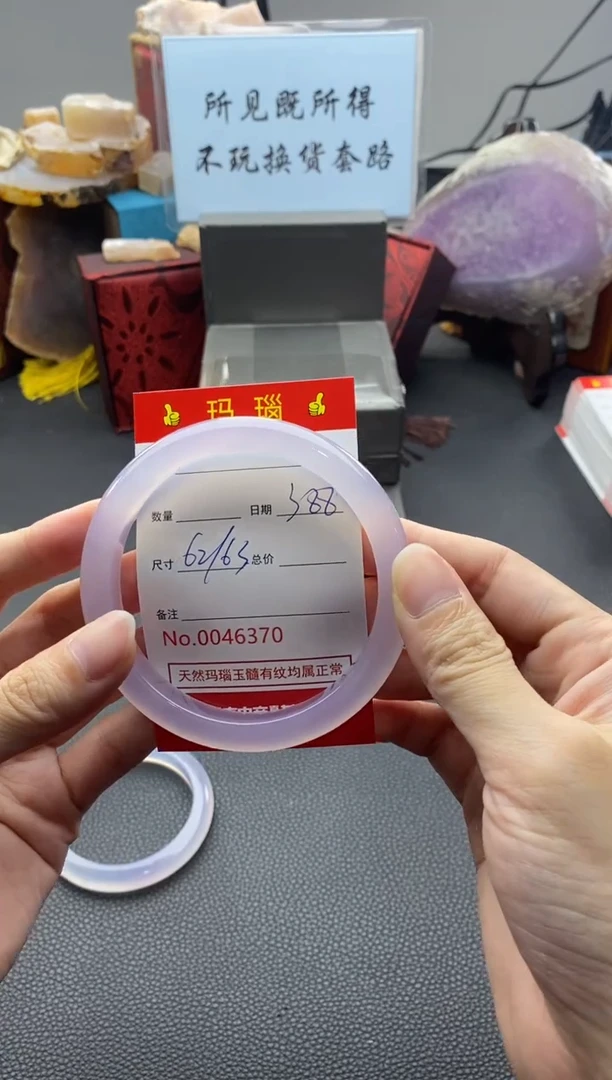 所见既所得
不玩换货套路
玛瑙
数量 日期 588
尺寸 62/63 总价
备注
No.0046370
天然玛瑙玉髓有纹均属正常